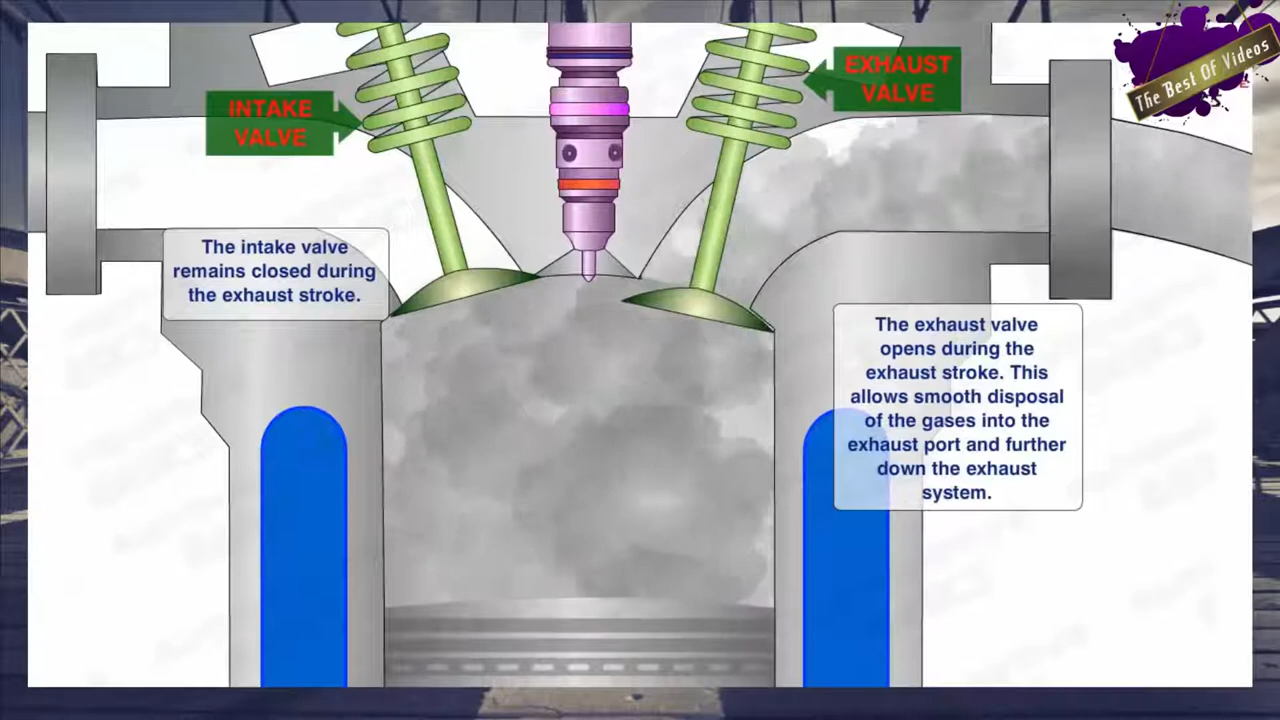 The Best Of Videos
EXHAUST
VALVE
INTAKE
VALVE
The intake valve
remains closed during
the exhaust stroke.
The exhaust valve
opens during the
exhaust stroke. This
allows smooth disposal
of the gases into the
exhaust port and further
down the exhaust
system.